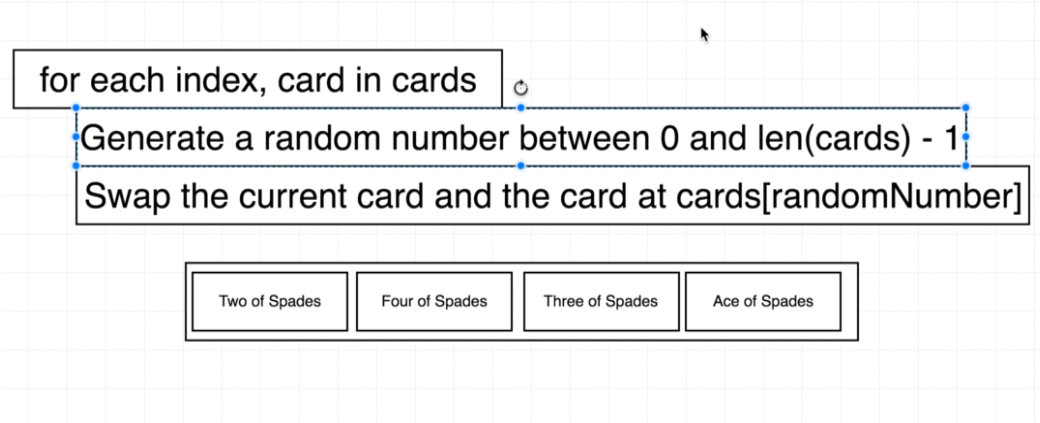 for each index, card in cards
Generate a random number between 0 and len(cards) - 1
Swap the current card and the card at cards[randomNumber]
Two of Spades
Four of Spades
Three of Spades
Ace of Spades